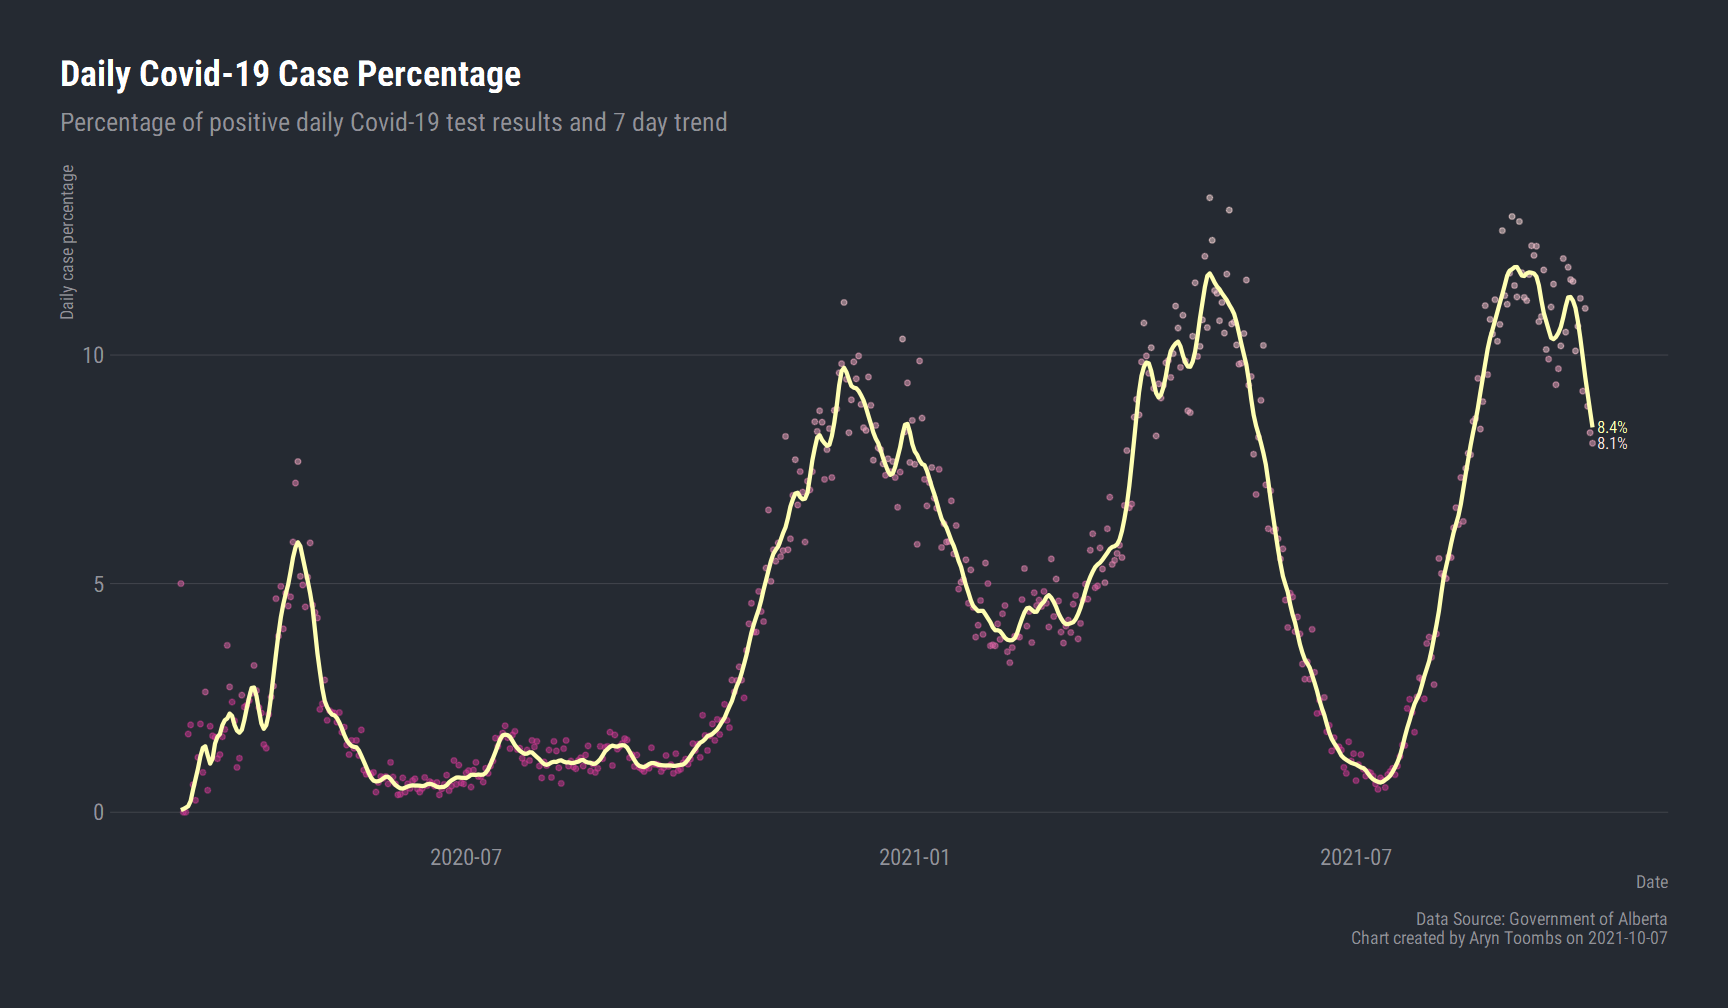 Daily Covid-19 Case Percentage
Percentage of positive daily Covid-19 test results and 7 day trend
Daily case percentage
10
5
0
8.4%
8.1%
2020-07
2021-01
2021-07
Date
Data Source: Government of Alberta
Chart created by Aryn Toombs on 2021-10-07